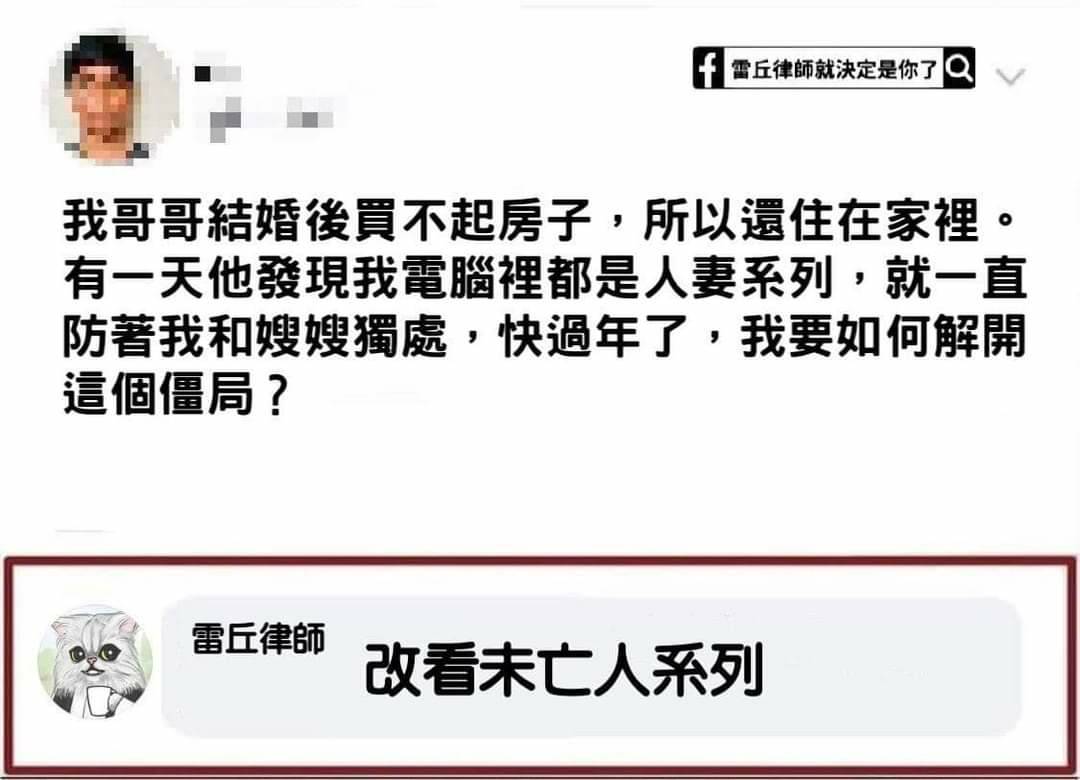 雷丘律師就決定是你了
我哥哥結婚後買不起房子，所以還住在家裡。
有一天他發現我電腦裡都是人妻系列，就一直
防著我和嫂嫂獨處，快過年了，我要如何解開
這個僵局？
雷丘律師
改看未亡人系列